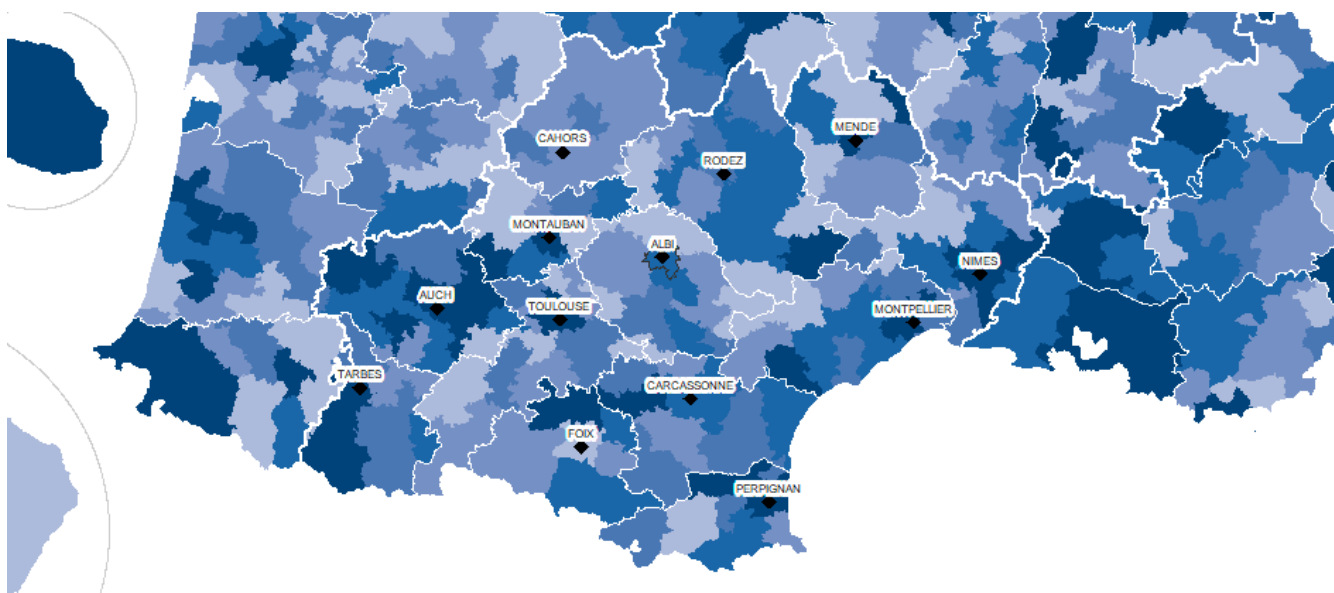 CAHORS
MENDE
RODEZ
MONTAUBAN
ALBI
NIMES
AUCH
TOULOUSE
MONTPELLIER
TARBES
CARCASSONNE
FOIX
PERPIGNAN